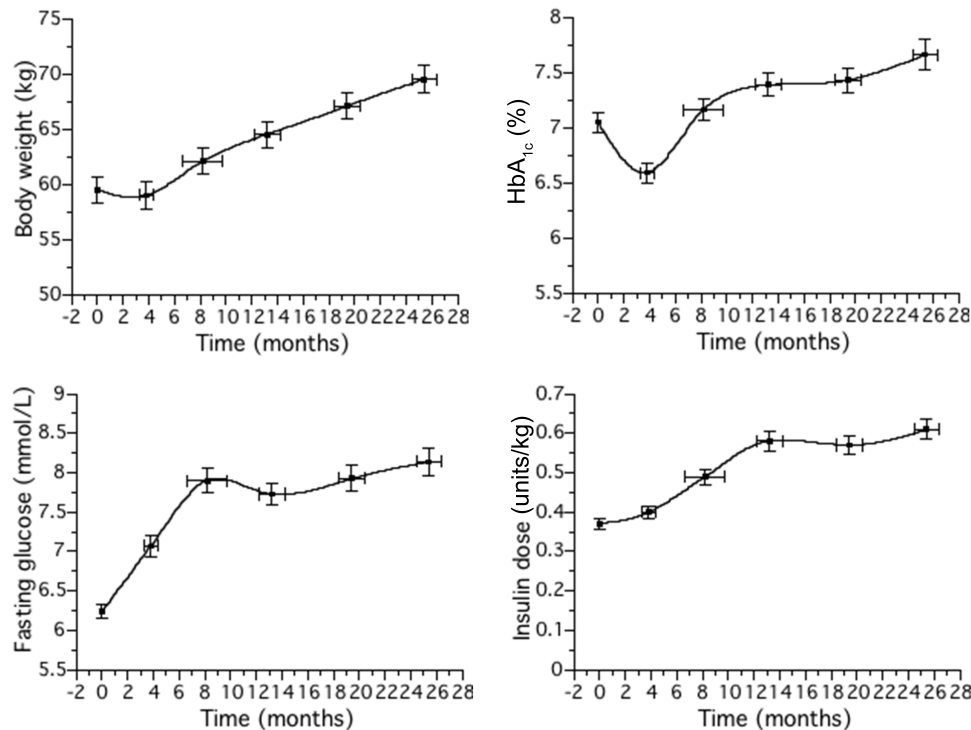 75
70
65
60
55
50
Body weight (kg)
-2 0 2 4 6 8 10 12 14 16 18 20 22 24 26 28
Time (months)
8
7.5
7
6.5
6
5.5
HbA1c (%)
-2 0 2 4 6 8 10 12 14 16 18 20 22 24 26 28
Time (months)
9
8.5
8
7.5
7
6.5
6
5.5
Fasting glucose (mmol/L)
-2 0 2 4 6 8 10 12 14 16 18 20 22 24 26 28
Time (months)
0.7
0.6
0.5
0.4
0.3
0.2
0.1
0
Insulin dose (units/kg)
-2 0 2 4 6 8 10 12 14 16 18 20 22 24 26 28
Time (months)